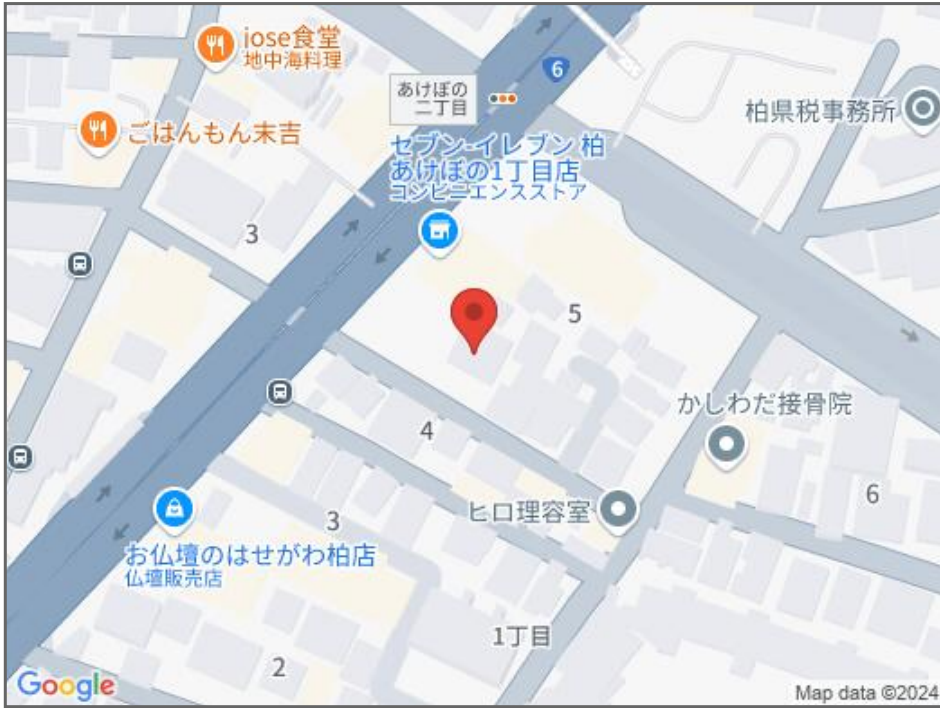 jose食堂
地中海料理
6
あけぼの
二丁目
柏県税事務所
ごはんもん末吉
セブン-イレブン 柏
あけぼの1丁目店
コンビニエンスストア
3
5
かしわだ接骨院
4
6
ヒロ理容室
3
お仏壇のはせがわ柏店
仏壇販売店
1丁目
2
Google
Map data ©2024